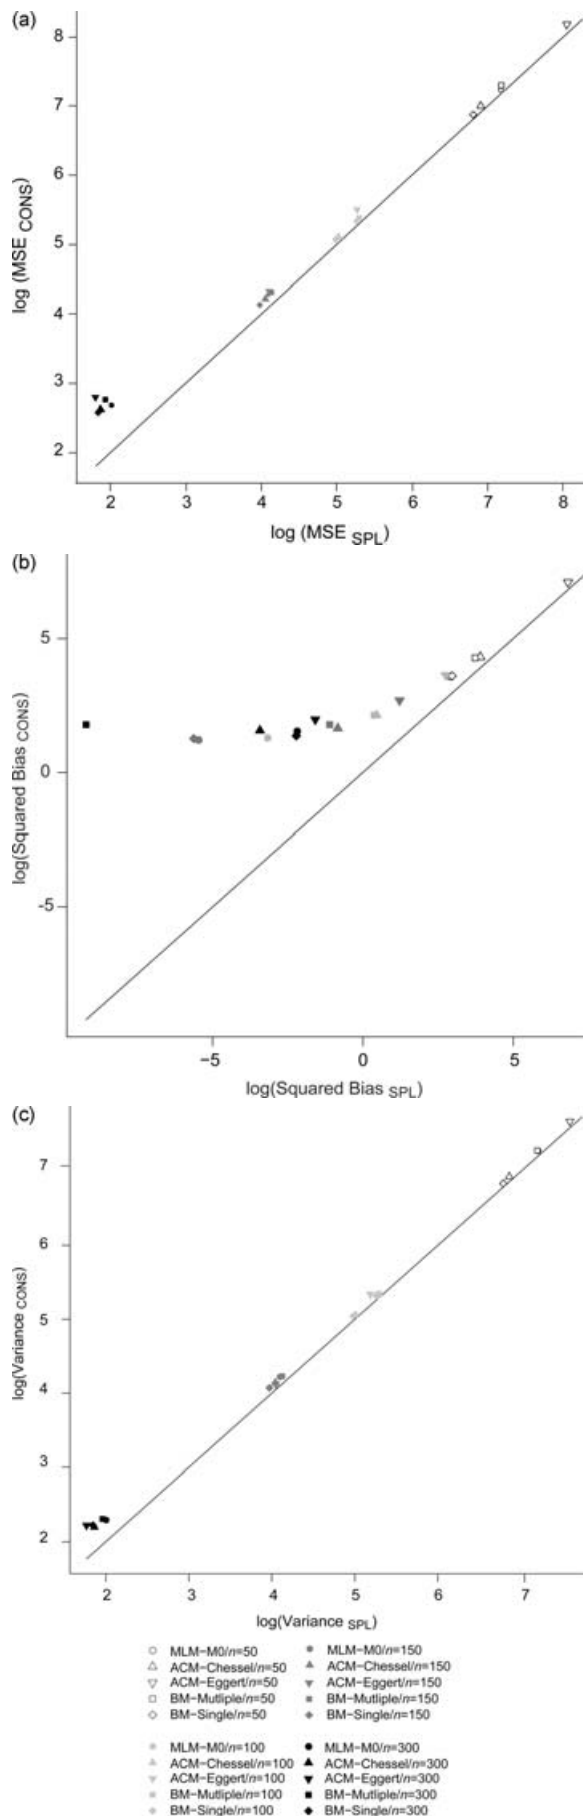 (a)
8
7
6
5
4
3
2
log (MSE CONS)
2 3 4 5 6 7 8
log (MSE SPL)
(b)
5
0
-5
log(Squared Bias CONS)
−5 0 5
log(Squared Bias SPL)
(c)
7
6
5
4
3
2
log(Variance CONS)
2 3 4 5 6 7
log(Variance SPL)
MLM−M0/n=50 MLM−M0/n=150
ACM−Chessel/n=50 ACM−Chessel/n=150
ACM−Eggert/n=50 ACM−Eggert/n=150
BM−Mutliple/n=50 BM−Mutliple/n=150
BM−Single/n=50 BM−Single/n=150
MLM−M0/n=100 MLM−M0/n=300
ACM−Chessel/n=100 ACM−Chessel/n=300
ACM−Eggert/n=100 ACM−Eggert/n=300
BM−Mutliple/n=100 BM−Mutliple/n=300
BM−Single/n=100 BM−Single/n=300